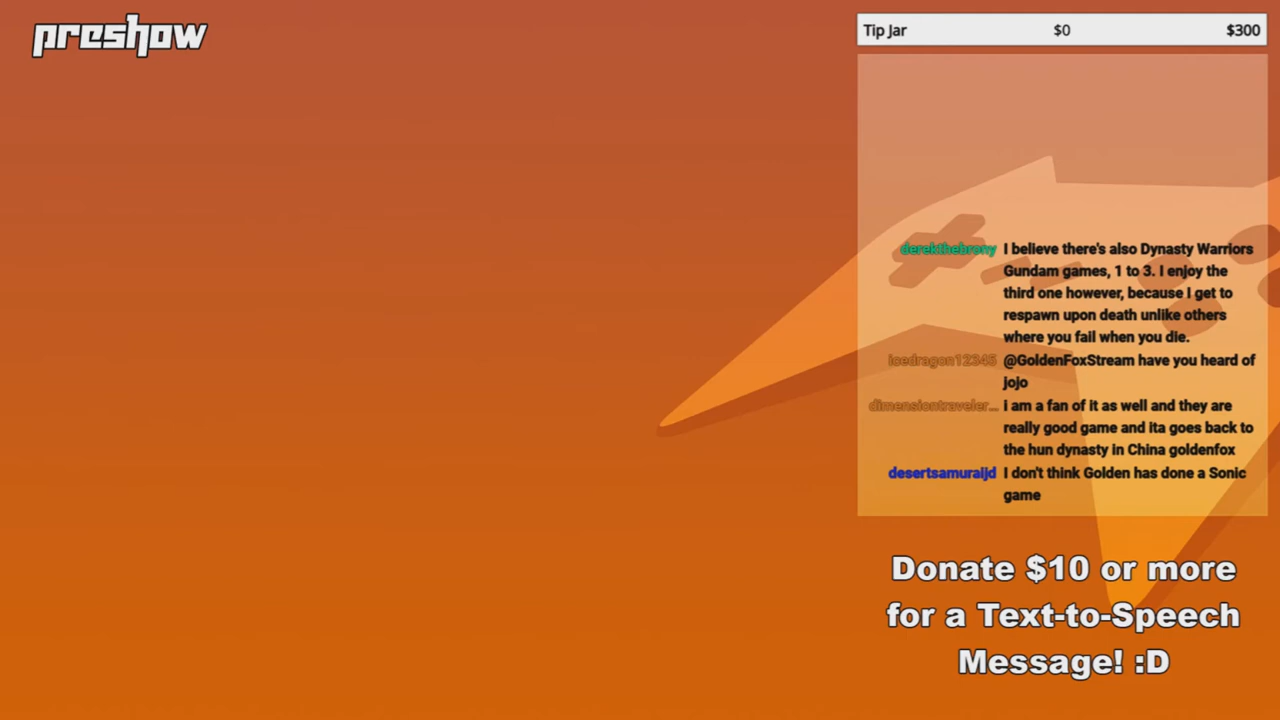 preshow
Tip Jar $0 $300
derekthebrony I believe there's also Dynasty Warriors
Gundam games, 1 to 3. I enjoy the
third one however, because I get to
respawn upon death unlike others
where you fail when you die.
icedragon12345 @GoldenFoxStream have you heard of
jojo
dimensiontraveler... i am a fan of it as well and they are
really good game and ita goes back to
the hun dynasty in China goldenfox
desertsamuraijd I don't think Golden has done a Sonic
game
Donate $10 or more
for a Text-to-Speech
Message! :D